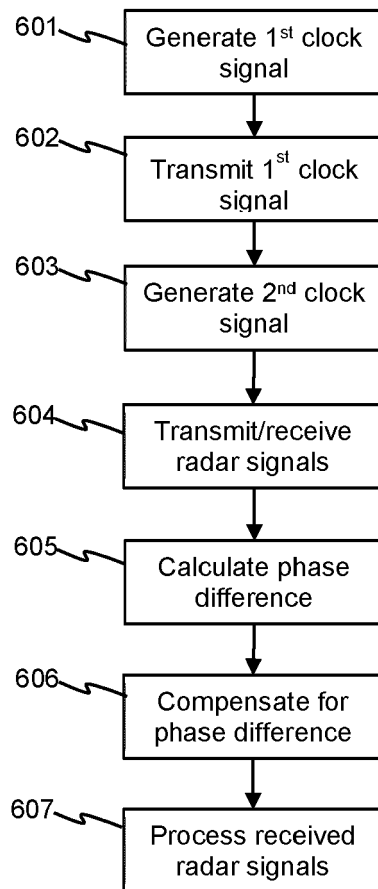 601
Generate 1st clock
signal
602
Transmit 1st clock
signal
603
Generate 2nd clock
signal
604
Transmit/receive
radar signals
605
Calculate phase
difference
606
Compensate for
phase difference
607
Process received
radar signals